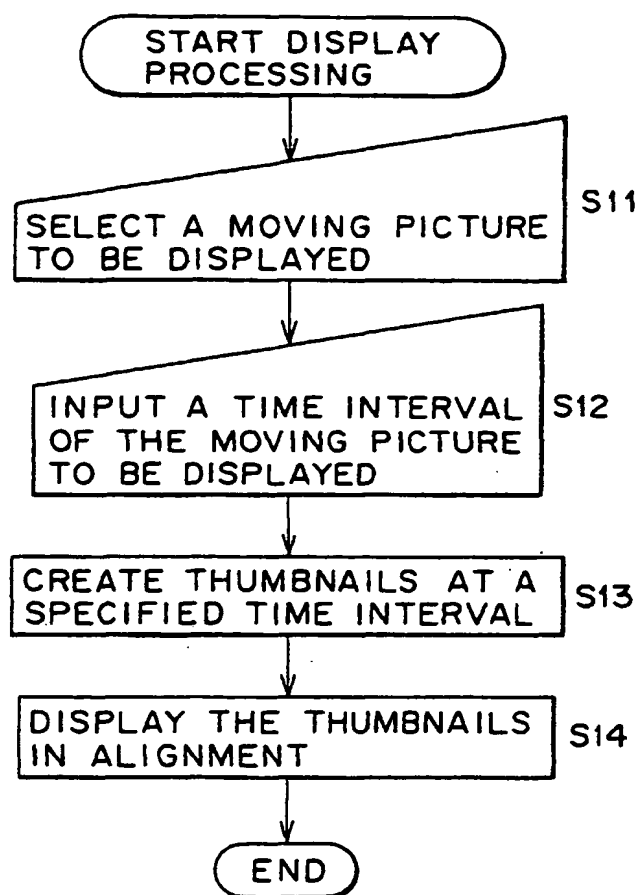 START DISPLAY
PROCESSING
SELECT A MOVING PICTURE
TO BE DISPLAYED
S11
INPUT A TIME INTERVAL
OF THE MOVING PICTURE
TO BE DISPLAYED
S12
CREATE THUMBNAILS AT A
SPECIFIED TIME INTERVAL
S13
DISPLAY THE THUMBNAILS
IN ALIGNMENT
S14
END